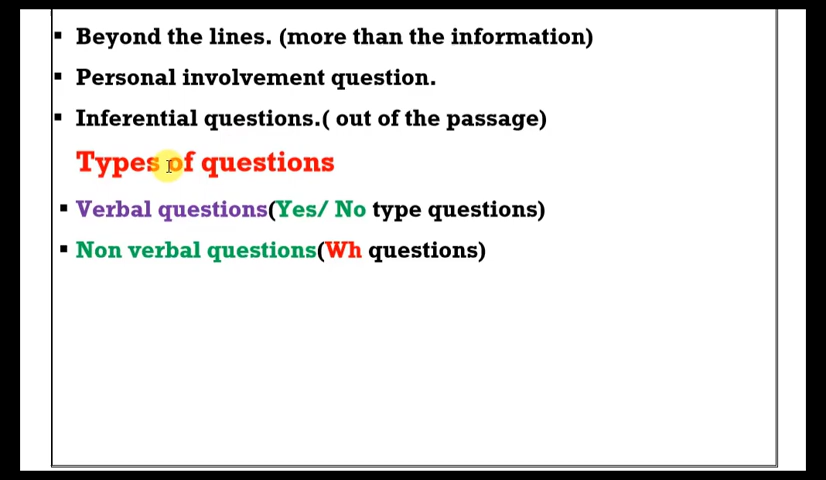 ▪ Beyond the lines. (more than the information)
▪ Personal involvement question.
▪ Inferential questions.( out of the passage)
Types of questions
▪ Verbal questions(Yes/ No type questions)
▪ Non verbal questions(Wh questions)